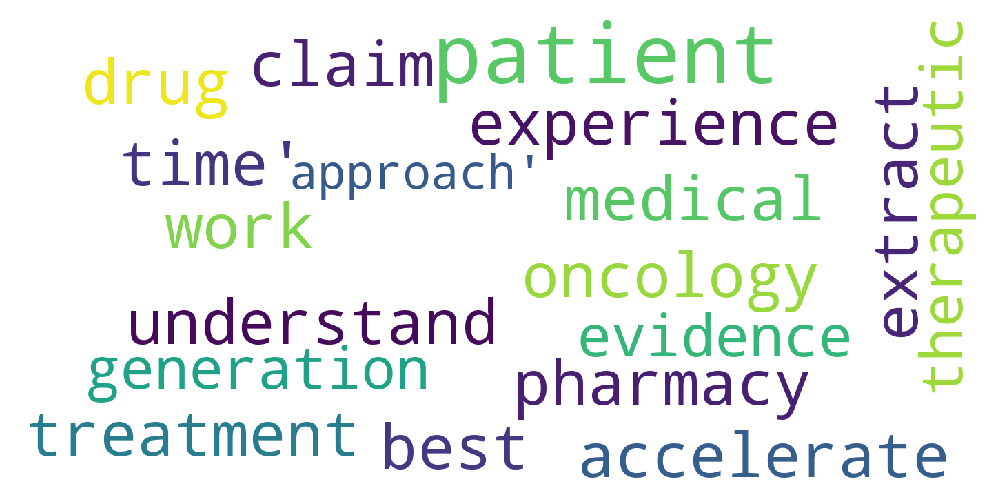 patient
claim
drug
experience
time'
approach'
medical
work
extract
therapeutic
oncology
understand
evidence
generation
pharmacy
treatment
best
accelerate